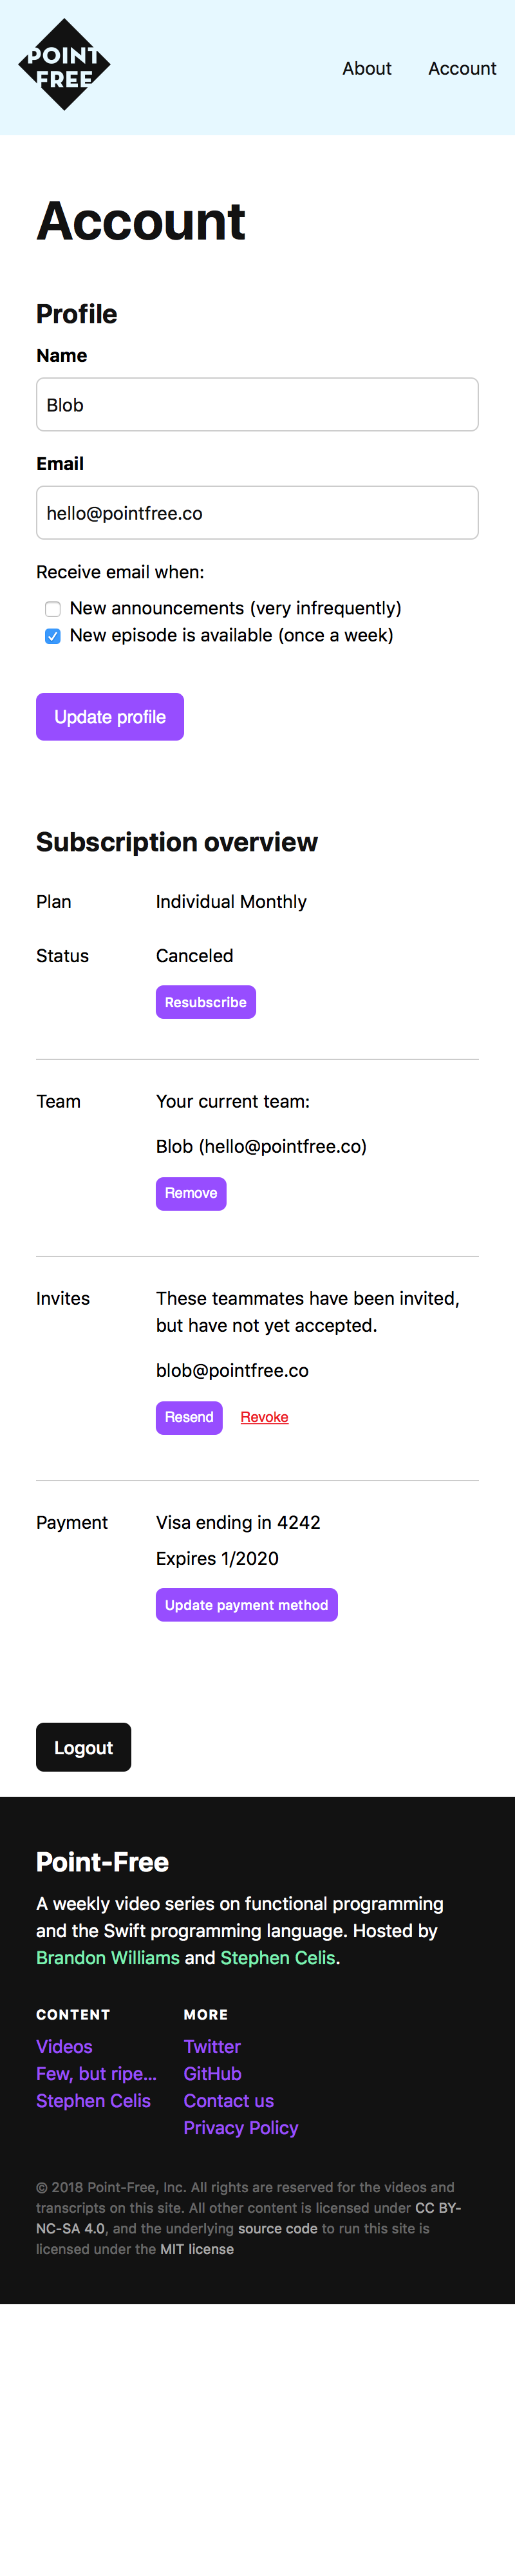 POINT
FREE
About
Account
Account
Profile
Name
Blob
Email
hello@pointfree.co
Receive email when:
New announcements (very infrequently)
New episode is available (once a week)
Update profile
Subscription overview
Plan
Individual Monthly
Status
Canceled
Resubscribe
Team
Your current team:
Blob (hello@pointfree.co)
Remove
Invites
These teammates have been invited,
but have not yet accepted.
blob@pointfree.co
Resend
Revoke
Payment
Visa ending in 4242
Expires 1/2020
Update payment method
Logout
Point-Free
A weekly video series on functional programming
and the Swift programming language. Hosted by
Brandon Williams and Stephen Celis.
CONTENT
Videos
Few, but ripe...
Stephen Celis
MORE
Twitter
GitHub
Contact us
Privacy Policy
© 2018 Point-Free, Inc. All rights are reserved for the videos and
transcripts on this site. All other content is licensed under CC BY-
NC-SA 4.0, and the underlying source code to run this site is
licensed under the MIT license